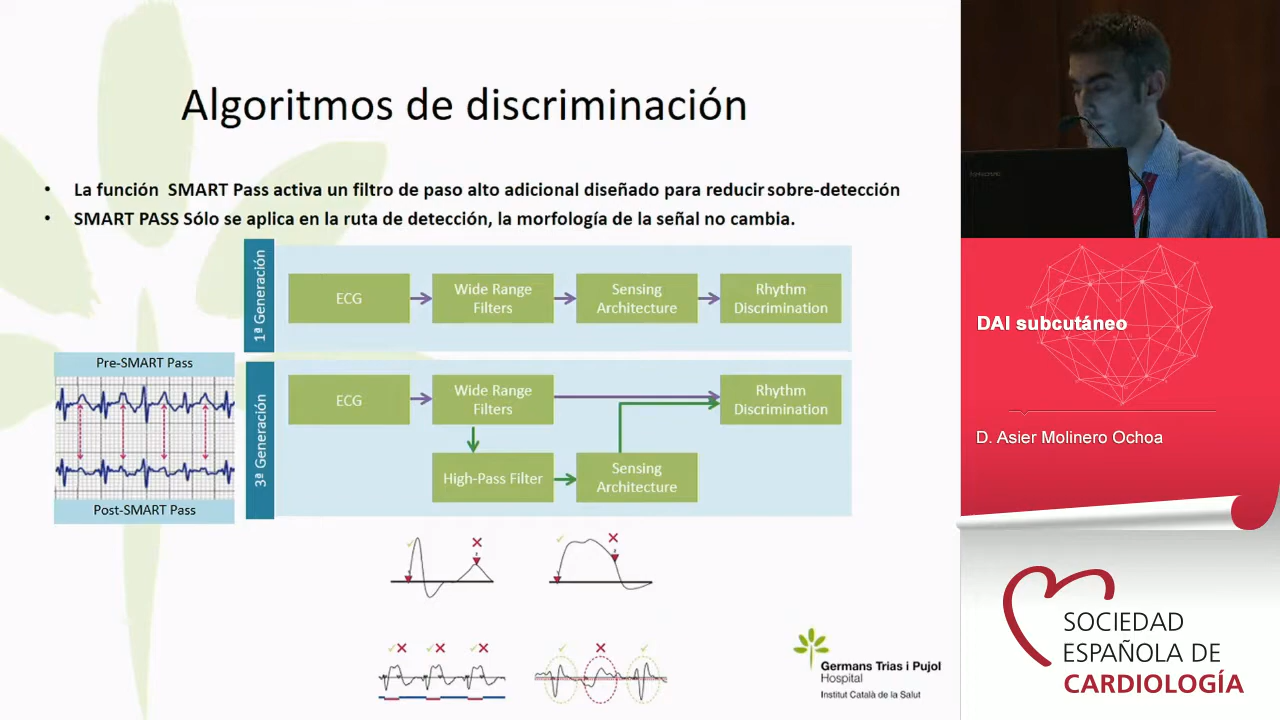 Algoritmos de discriminación
• La función SMART Pass activa un filtro de paso alto adicional diseñado para reducir sobre-detección
• SMART PASS Sólo se aplica en la ruta de detección, la morfología de la señal no cambia.
1ª Generación
ECG
Wide Range
Filters
Sensing
Architecture
Rhythm
Discrimination
Pre-SMART Pass
Post-SMART Pass
3ª Generación
ECG
Wide Range
Filters
Rhythm
Discrimination
High-Pass Filter
Sensing
Architecture
Germans Trias i Pujol
Hospital
Institut Català de la Salut
DAI subcutáneo
D. Asier Molinero Ochoa
SOCIEDAD
ESPAÑOLA DE
CARDIOLOGÍA